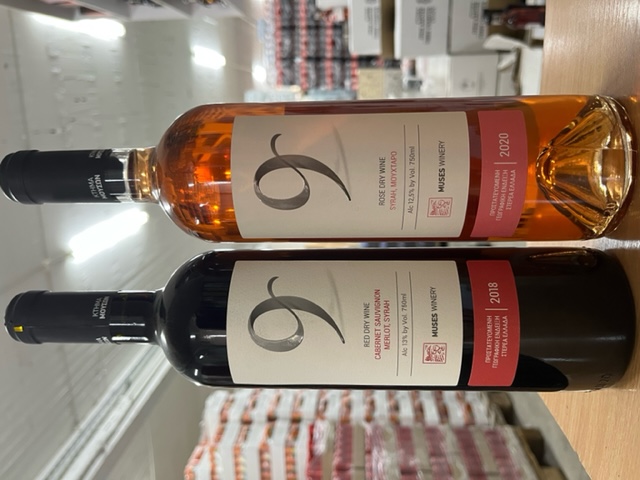 ΚΤΗΜΑ
ΜΟΥΣΩΝ
9
ROSE DRY WINE
SYRAH, ΜΟΥΧΤΑΡΟ
Alc 12,5% by Vol. 750ml
MUSES WINERY
ΠΡΟΣΤΑΤΕΥΟΜΕΝΗ
ΓΕΩΓΡΑΦΙΚΗ ΕΝΔΕΙΞΗ
ΣΤΕΡΕΑ ΕΛΛΑΔΑ
2020
ΚΤΗΜΑ
ΜΟΥΣΩΝ
9
RED DRY WINE
CABERNET SAUVIGNON
MERLOT, SYRAH
Alc 13% by Vol. 750ml
MUSES WINERY
ΠΡΟΣΤΑΤΕΥΟΜΕΝΗ
ΓΕΩΓΡΑΦΙΚΗ ΕΝΔΕΙΞΗ
ΣΤΕΡΕΑ ΕΛΛΑΔΑ
2018